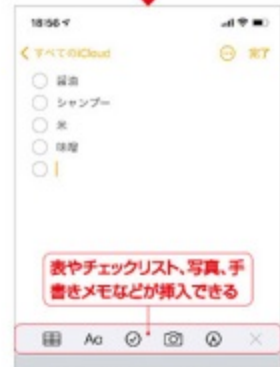 18:56
すべてのiCloud
完了
醤油
シャンプー
米
味噌
表やチェックリスト、写真、手
書きメモなどが挿入できる
Aa